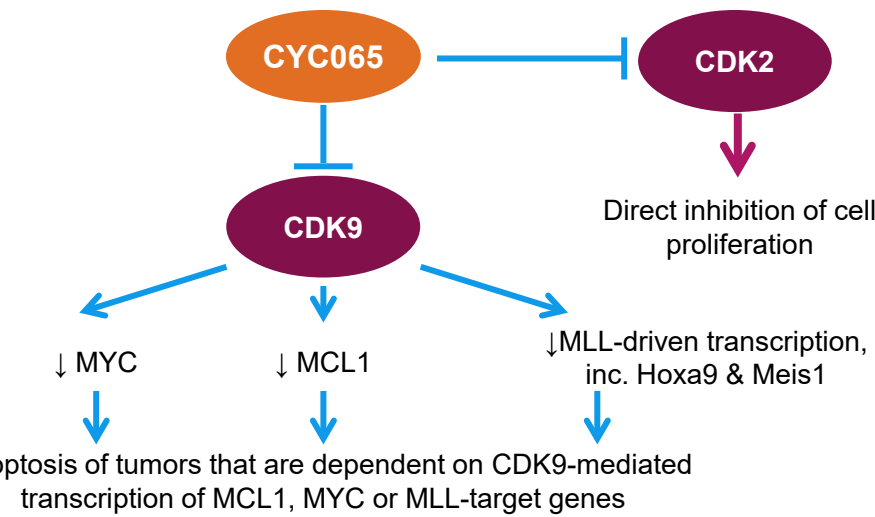 CYC065
CDK2
CDK9
Direct inhibition of cell
proliferation
↓ MYC
↓ MCL1
↓MLL-driven transcription,
inc. Hoxa9 & Meis1
optosis of tumors that are dependent on CDK9-mediated
transcription of MCL1, MYC or MLL-target genes